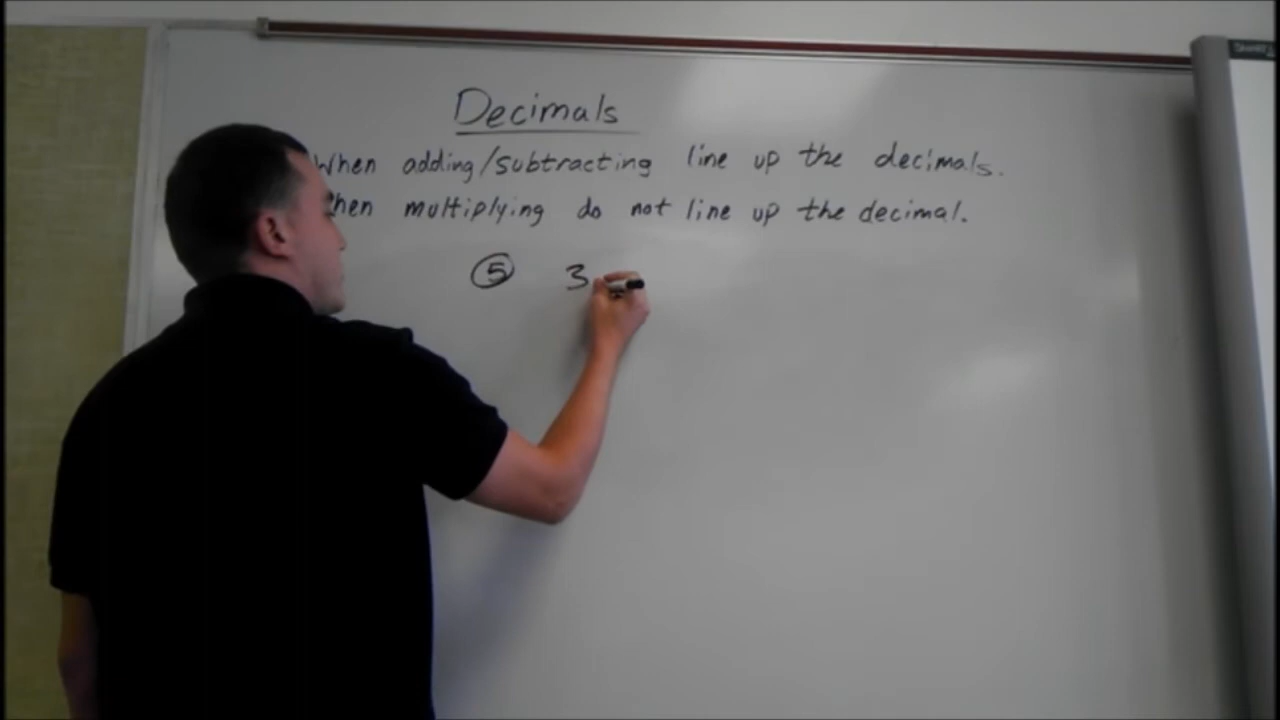 Decimals
When adding/subtracting line up the decimals.
When multiplying do not line up the decimal.
5 3